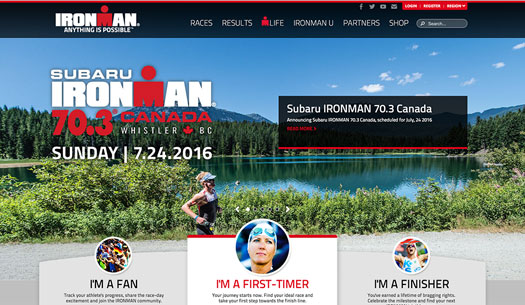 IRONMAN
ANYTHING IS POSSIBLE
RACES RESULTS LIFE IRONMAN U PARTNERS SHOP
LOGIN | REGISTER | REGION
Search...
SUBARU
IRONMAN
70.3 CANADA
WHISTLER BC
SUNDAY | 7.24.2016
Subaru IRONMAN 70.3 Canada
Announcing Subaru IRONMAN 70.3 Canada, scheduled for July, 24 2016
READ MORE >
I'M A FAN
Track your athlete's progress, share the race-day
excitement and join the IRONMAN community.
I'M A FIRST-TIMER
Your journey starts now. Find your ideal race and
take your first step towards the finish line.
I'M A FINISHER
You've earned a lifetime of bragging rights.
Celebrate the milestone and find your next